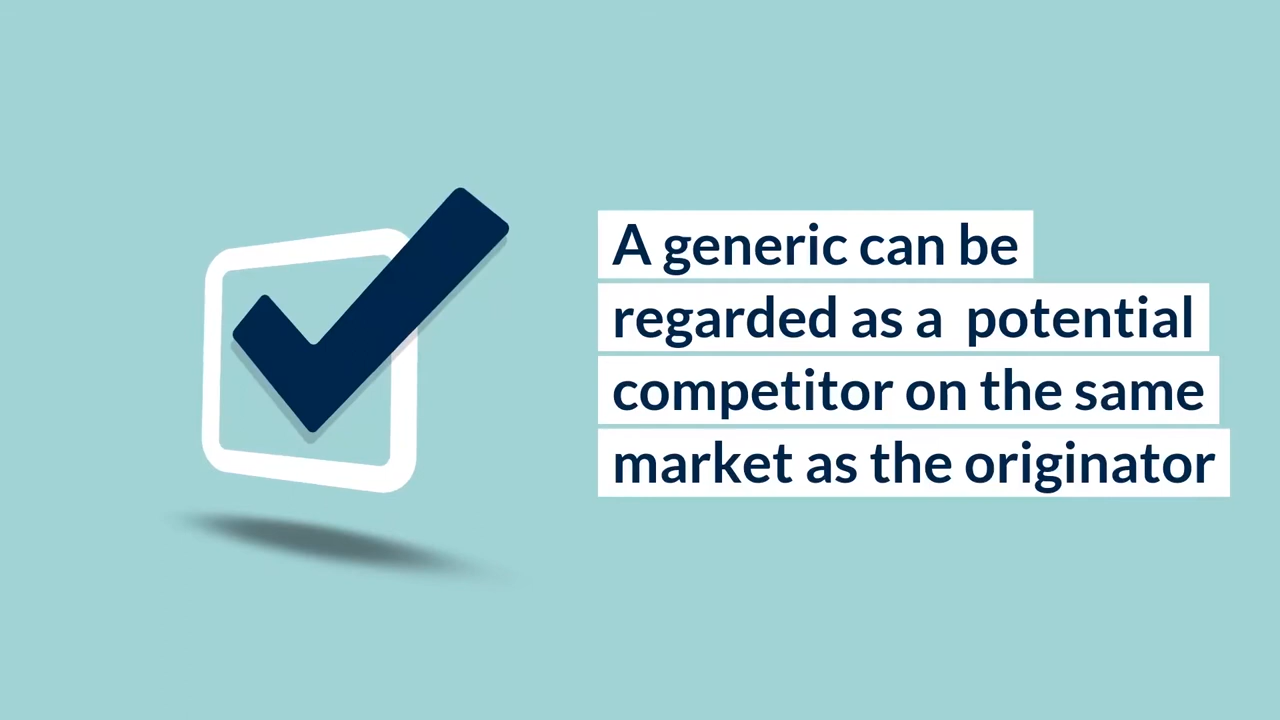 A generic can be
regarded as a  potential
competitor on the same
market as the originator